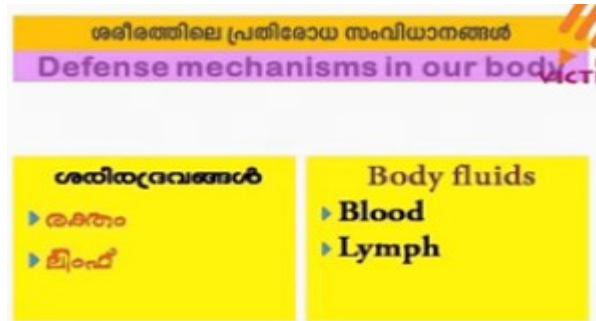 ശരീരത്തിലെ പ്രതിരോധ സംവിധാനങ്ങൾ
Defense mechanisms in our body
VICT
ശരീരദ്രവങ്ങൾ
രക്തം
ലിംഫ്
Body fluids
Blood
Lymph